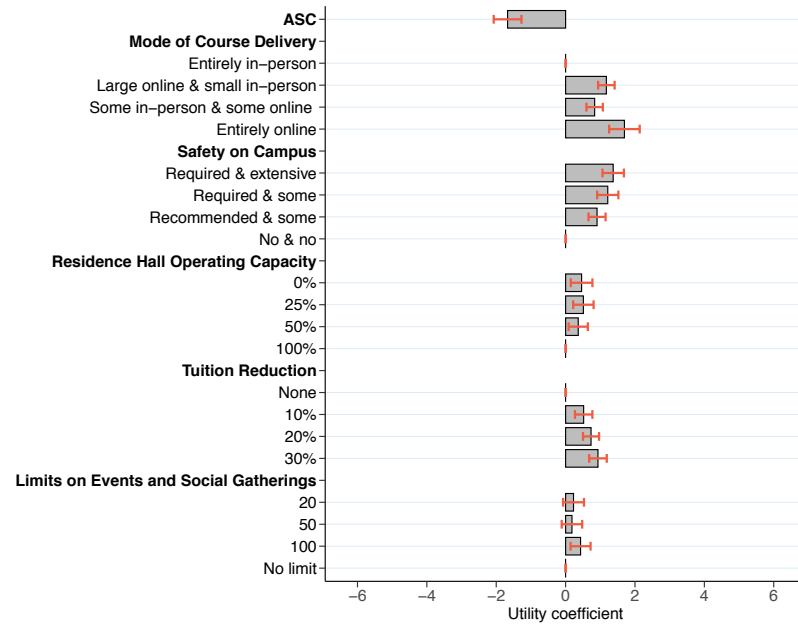 ASC
Mode of Course Delivery
Entirely in−person
Large online & small in−person
Some in−person & some online
Entirely online
Safety on Campus
Required & extensive
Required & some
Recommended & some
No & no
Residence Hall Operating Capacity
0%
25%
50%
100%
Tuition Reduction
None
10%
20%
30%
Limits on Events and Social Gatherings
20
50
100
No limit
−6 −4 −2 0 2 4 6
Utility coefficient